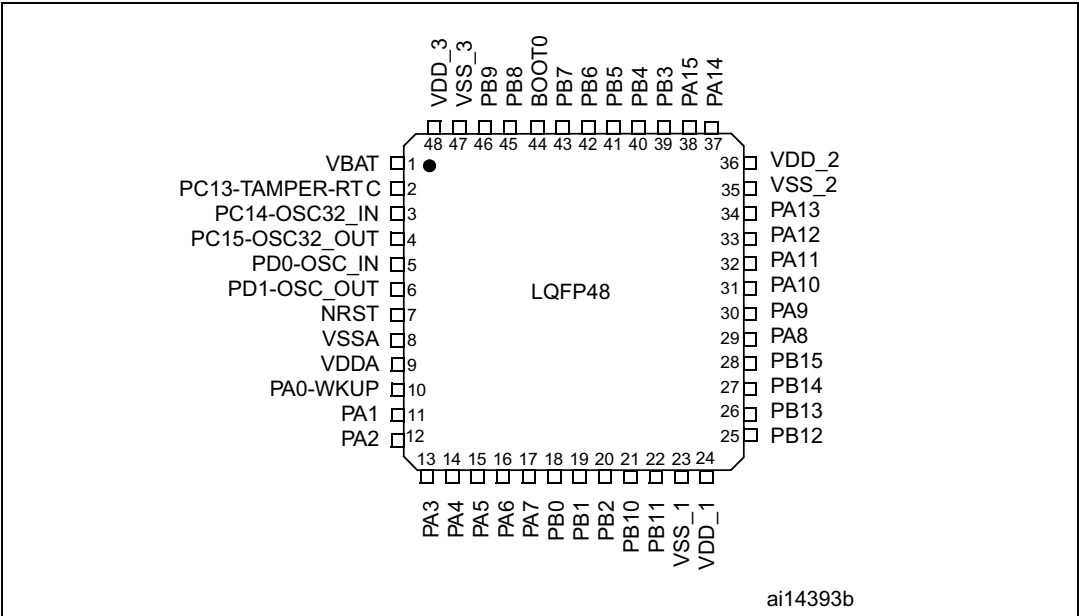 VDD_3
VSS_3
PB9
PB8
BOOT0
PB7
PB6
PB5
PB4
PB3
PA15
PA14
48 47 46 45 44 43 42 41 40 39 38 37
VBAT 1
PC13-TAMPER-RTC 2
PC14-OSC32_IN 3
PC15-OSC32_OUT 4
PD0-OSC_IN 5
PD1-OSC_OUT 6
NRST 7
VSSA 8
VDDA 9
PA0-WKUP 10
PA1 11
PA2 12
LQFP48
36 VDD_2
35 VSS_2
34 PA13
33 PA12
32 PA11
31 PA10
30 PA9
29 PA8
28 PB15
27 PB14
26 PB13
25 PB12
13 14 15 16 17 18 19 20 21 22 23 24
PA3
PA4
PA5
PA6
PA7
PB0
PB1
PB2
PB10
PB11
VSS_1
VDD_1
ai14393b